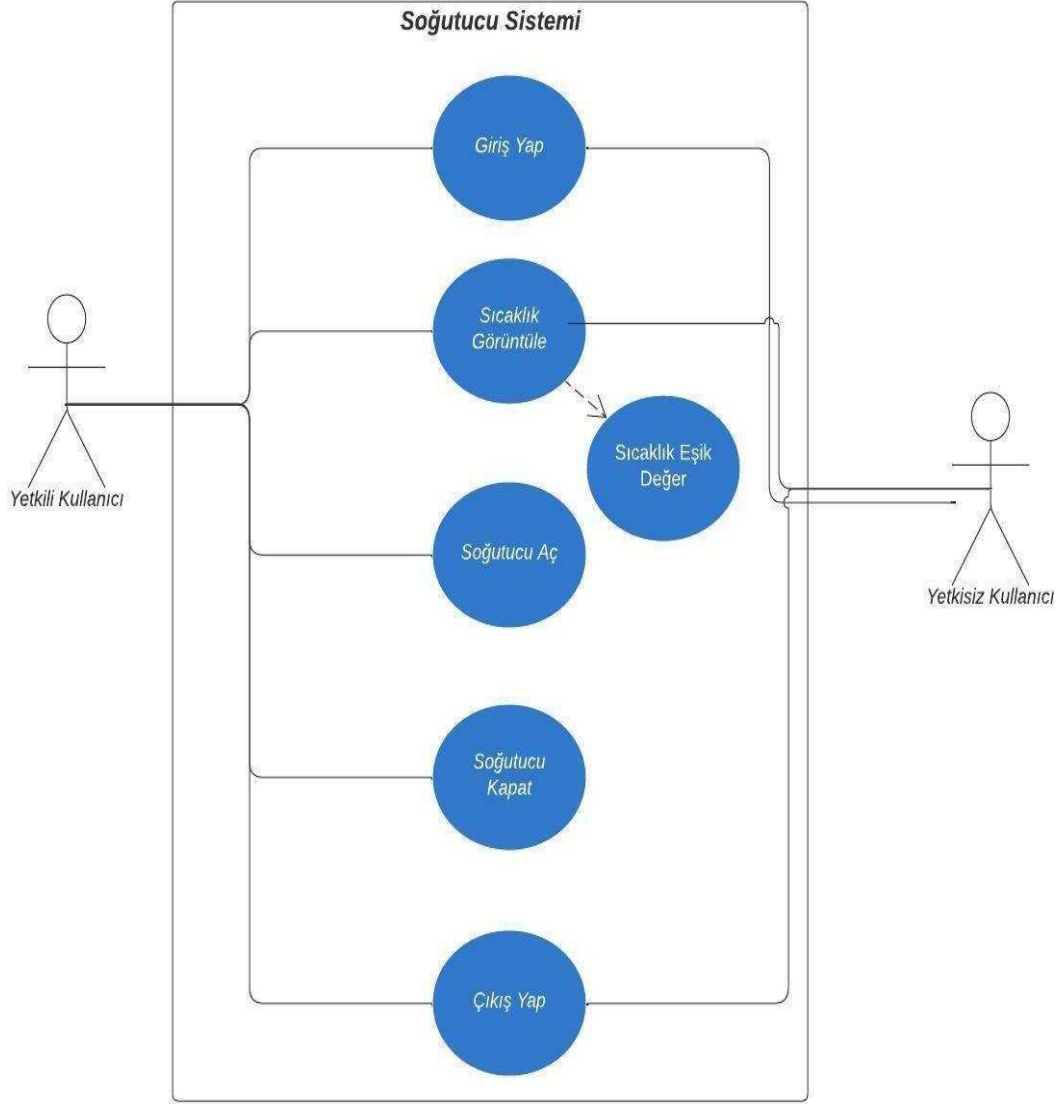 Soğutucu Sistemi
Giriş Yap
Sıcaklık
Görüntüle
Sıcaklık Eşik
Değer
Yetkili Kullanıcı
Soğutucu Aç
Yetkisiz Kullanıcı
Soğutucu
Kapat
Çıkış Yap